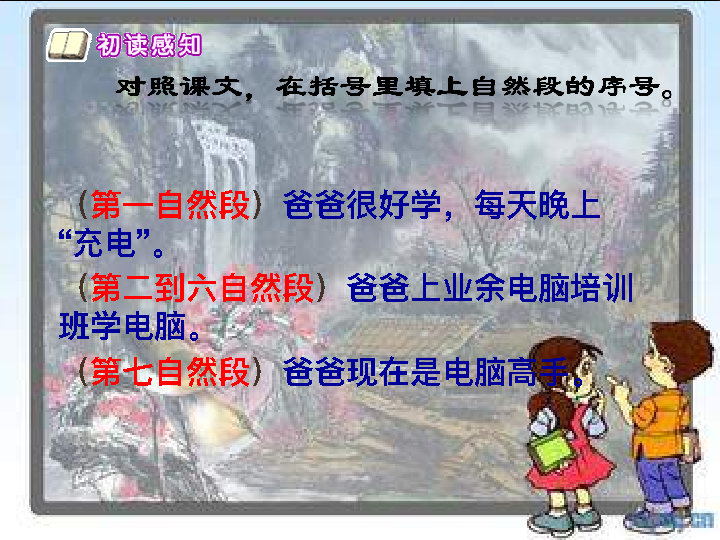 初读感知
对照课文，在括号里填上自然段的序号。
（第一自然段）爸爸很好学，每天晚上
“充电”。
（第二到六自然段）爸爸上业余电脑培训
班学电脑。
（第七自然段）爸爸现在是电脑高手。